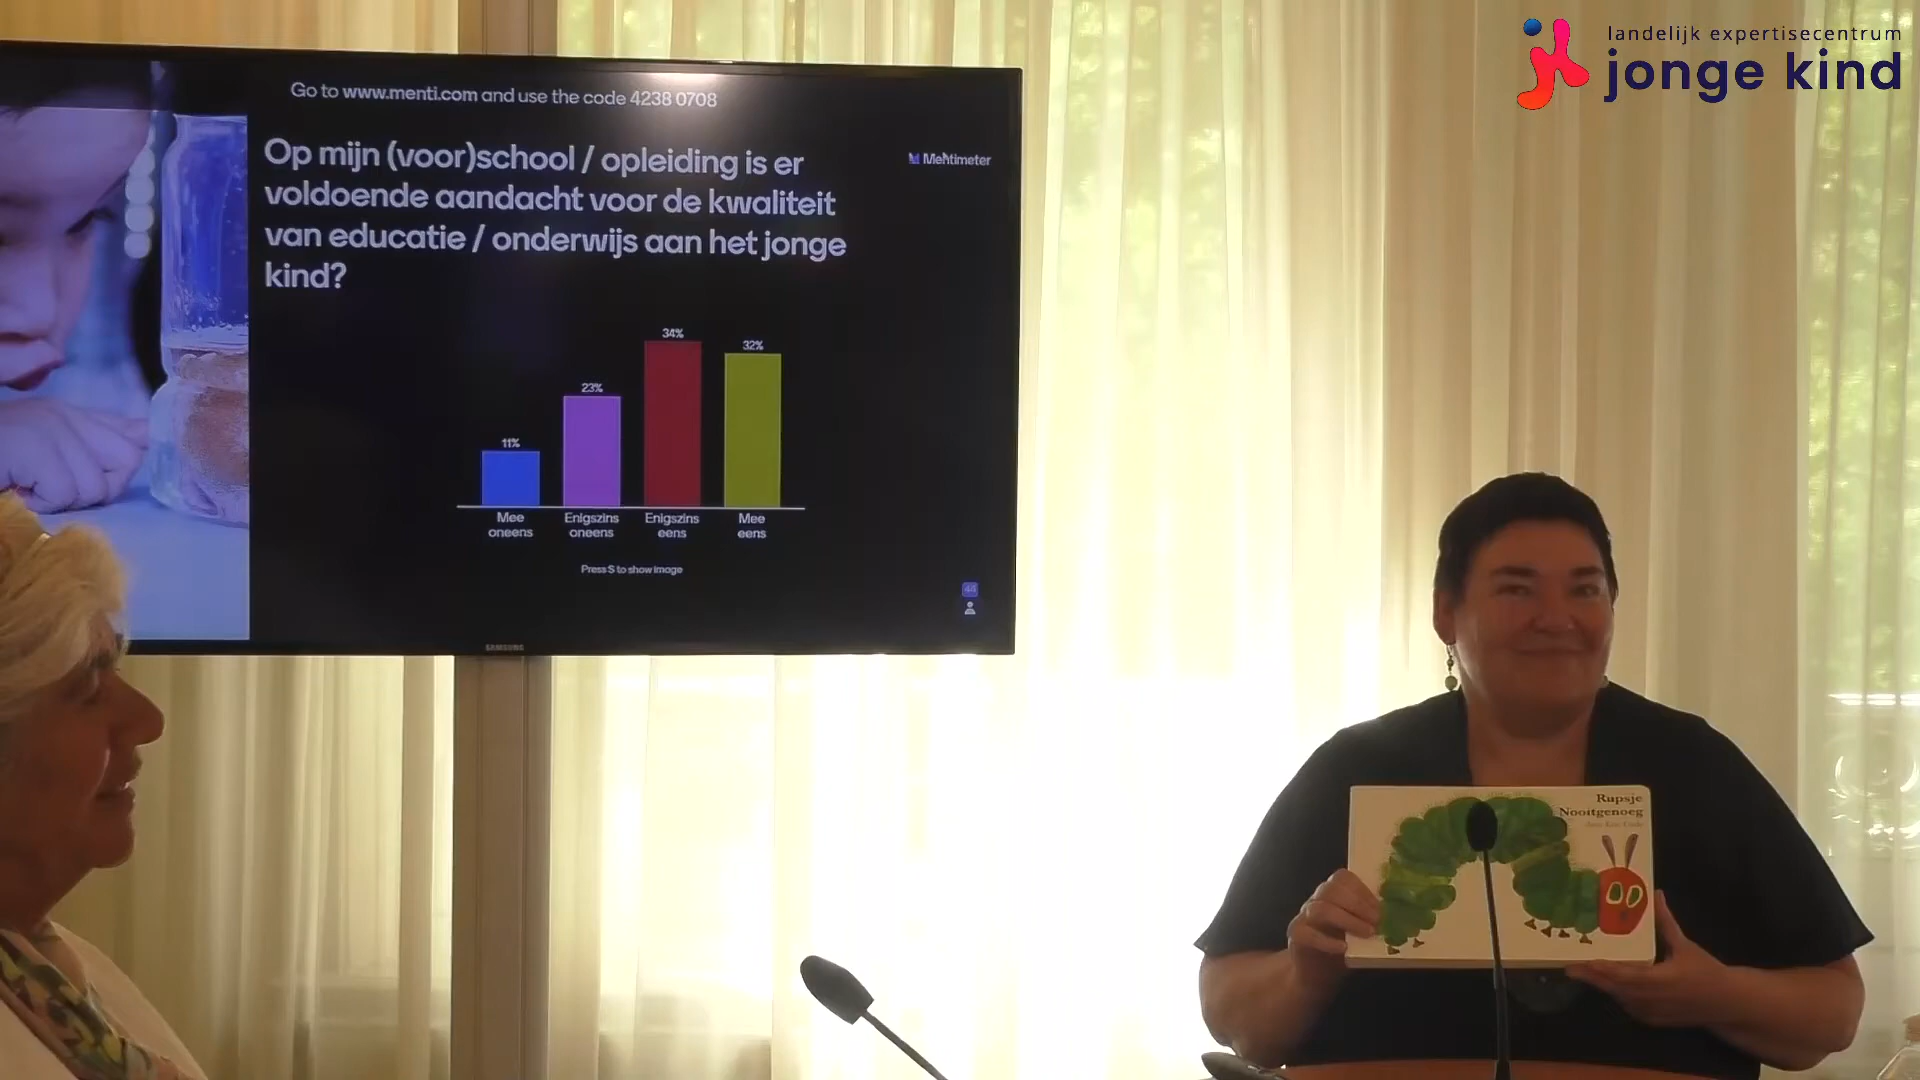 landelijk expertisecentrum
jonge kind
Go to www.menti.com and use the code 4238 0708
Op mijn (voor)school / opleiding is er
voldoende aandacht voor de kwaliteit
van educatie / onderwijs aan het jonge
kind?
Mentimeter
34%
32%
23%
11%
Mee
oneens
Enigszins
oneens
Enigszins
eens
Mee
eens
Press S to show image
SAMSUNG
Rupsje
Nooitgenoeg